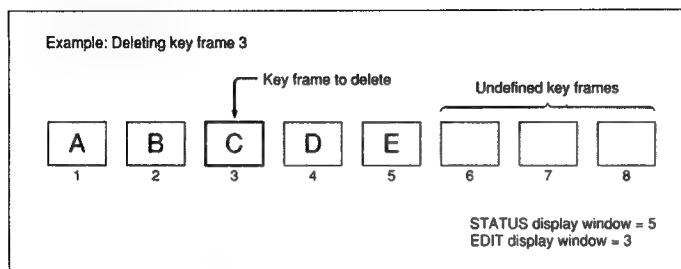 Example: Deleting key frame 3
Key frame to delete
Undefined key frames
A B C D E
1 2 3 4 5 6 7 8
STATUS display window = 5
EDIT display window = 3